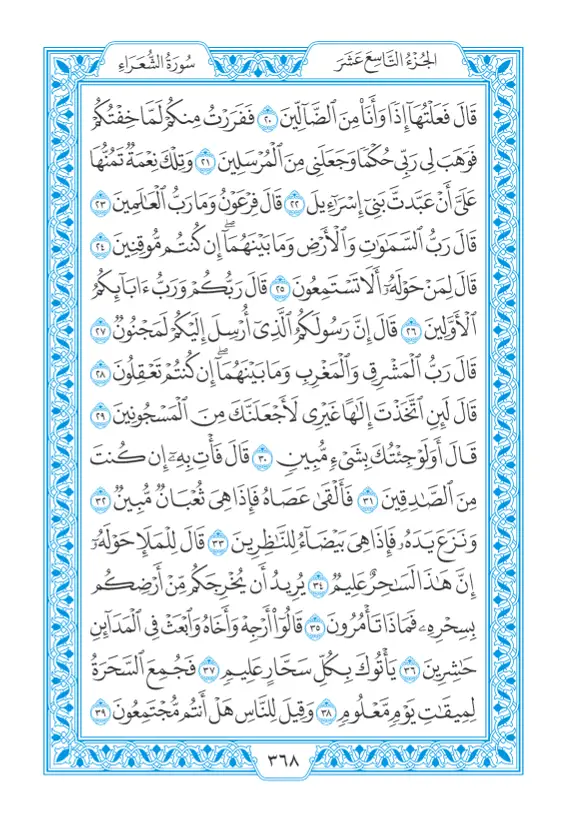 الجُزْءُ التَّاسِعَ عَشَرَ
سُورَةُ الشُّعَرَاءِ
قَالَ فَعَلْتُهَآ إِذًا وَأَنَا۠ مِنَ ٱلضَّآلِّينَ ٢٠ فَفَرَرْتُ مِنكُمْ لَمَّا خِفْتُكُمْ
فَوَهَبَ لِى رَبِّى حُكْمًا وَجَعَلَنِى مِنَ ٱلْمُرْسَلِينَ ٢١ وَتِلْكَ نِعْمَةٌ تَمُنُّهَا
عَلَىَّ أَنْ عَبَّدتَّ بَنِىٓ إِسْرَٰٓءِيلَ ٢٢ قَالَ فِرْعَوْنُ وَمَا رَبُّ ٱلْعَٰلَمِينَ ٢٣
قَالَ رَبُّ ٱلسَّمَٰوَٰتِ وَٱلْأَرْضِ وَمَا بَيْنَهُمَآ ۖ إِن كُنتُم مُّوقِنِينَ ٢٤
قَالَ لِمَنْ حَوْلَهُۥٓ أَلَا تَسْتَمِعُونَ ٢٥ قَالَ رَبُّكُمْ وَرَبُّ ءَابَآئِكُمُ
ٱلْأَوَّلِينَ ٢٦ قَالَ إِنَّ رَسُولَكُمُ ٱلَّذِىٓ أُرْسِلَ إِلَيْكُمْ لَمَجْنُونٌ ٢٧
قَالَ رَبُّ ٱلْمَشْرِقِ وَٱلْمَغْرِبِ وَمَا بَيْنَهُمَآ ۖ إِن كُنتُمْ تَعْقِلُونَ ٢٨
قَالَ لَئِنِ ٱتَّخَذْتَ إِلَٰهًا غَيْرِى لَأَجْعَلَنَّكَ مِنَ ٱلْمَسْجُونِينَ ٢٩
قَالَ أَوَلَوْ جِئْتُكَ بِشَىْءٍ مُّبِينٍ ٣٠ قَالَ فَأْتِ بِهِۦٓ إِن كُنتَ
مِنَ ٱلصَّٰدِقِينَ ٣١ فَأَلْقَىٰ عَصَاهُ فَإِذَا هِىَ ثُعْبَانٌ مُّبِينٌ ٣٢
وَنَزَعَ يَدَهُۥ فَإِذَا هِىَ بَيْضَآءُ لِلنَّٰظِرِينَ ٣٣ قَالَ لِلْمَلَإِ حَوْلَهُۥٓ
إِنَّ هَٰذَا لَسَٰحِرٌ عَلِيمٌ ٣٤ يُرِيدُ أَن يُخْرِجَكُم مِّنْ أَرْضِكُم
بِسِحْرِهِۦ فَمَاذَا تَأْمُرُونَ ٣٥ قَالُوٓا۟ أَرْجِهْ وَأَخَاهُ وَٱبْعَثْ فِى ٱلْمَدَآئِنِ
حَٰشِرِينَ ٣٦ يَأْتُوكَ بِكُلِّ سَحَّارٍ عَلِيمٍ ٣٧ فَجُمِعَ ٱلسَّحَرَةُ
لِمِيقَٰتِ يَوْمٍ مَّعْلُومٍ ٣٨ وَقِيلَ لِلنَّاسِ هَلْ أَنتُم مُّجْتَمِعُونَ ٣٩
٣٦٨